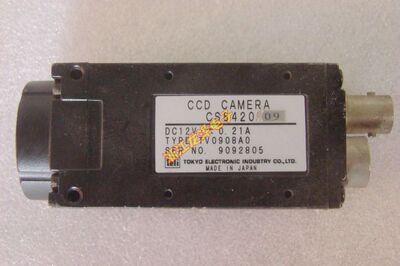 CCD CAMERA
CS8420 09
DC12V 0.21A
TYPE TV0908A0
SER NO. 9092805
TOKYO ELECTRONIC INDUSTRY CO.,LTD.
MADE IN JAPAN